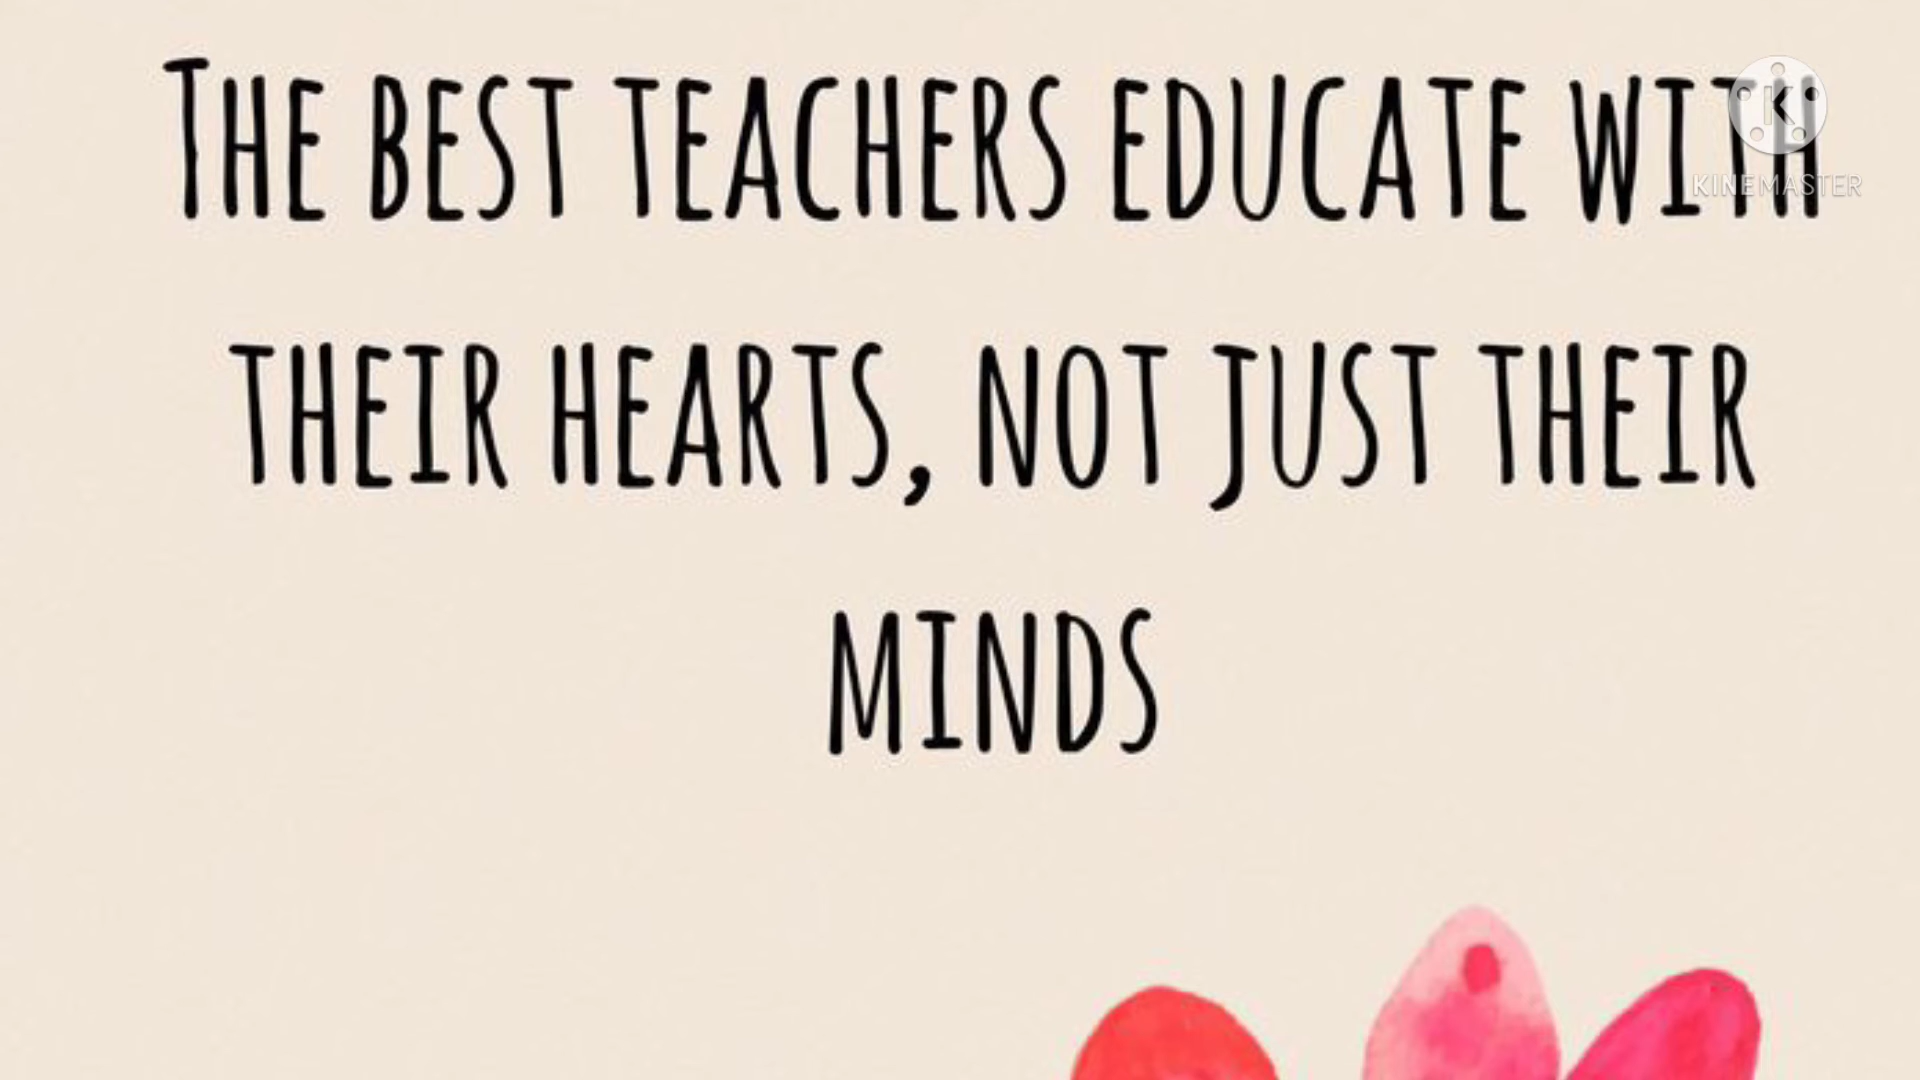 THE BEST TEACHERS EDUCATE WITH
KINEMASTER
THEIR HEARTS, NOT JUST THEIR
MINDS